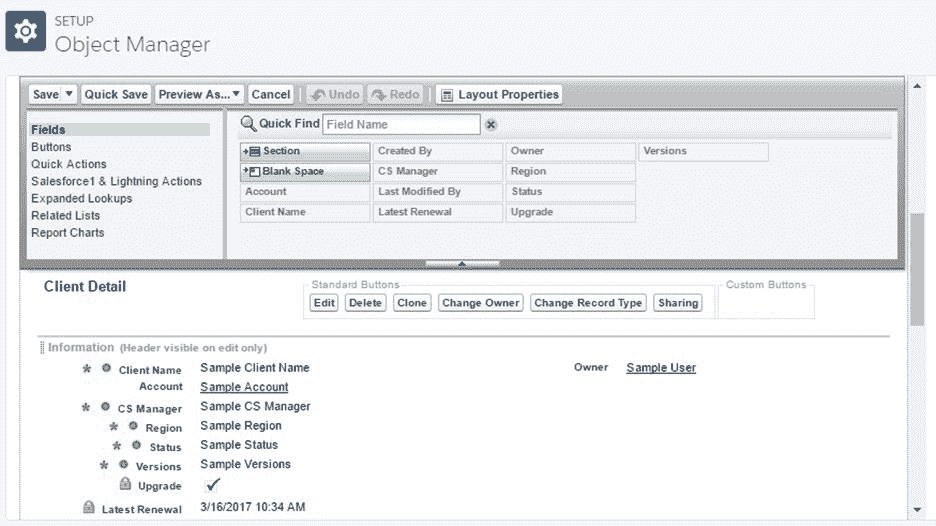 SETUP
Object Manager
Save Quick Save Preview As... Cancel Undo Redo Layout Properties
Fields
Buttons
Quick Actions
Salesforce1 & Lightning Actions
Expanded Lookups
Related Lists
Report Charts
Quick Find Field Name
Section Created By Owner Versions
Blank Space CS Manager Region
Account Last Modified By Status
Client Name Latest Renewal Upgrade
Client Detail
Standard Buttons
Edit Delete Clone Change Owner Change Record Type Sharing
Custom Buttons
Information (Header visible on edit only)
* Client Name Sample Client Name Owner Sample User
Account Sample Account
* CS Manager Sample CS Manager
* Region Sample Region
* Status Sample Status
* Versions Sample Versions
Upgrade
Latest Renewal 3/16/2017 10:34 AM